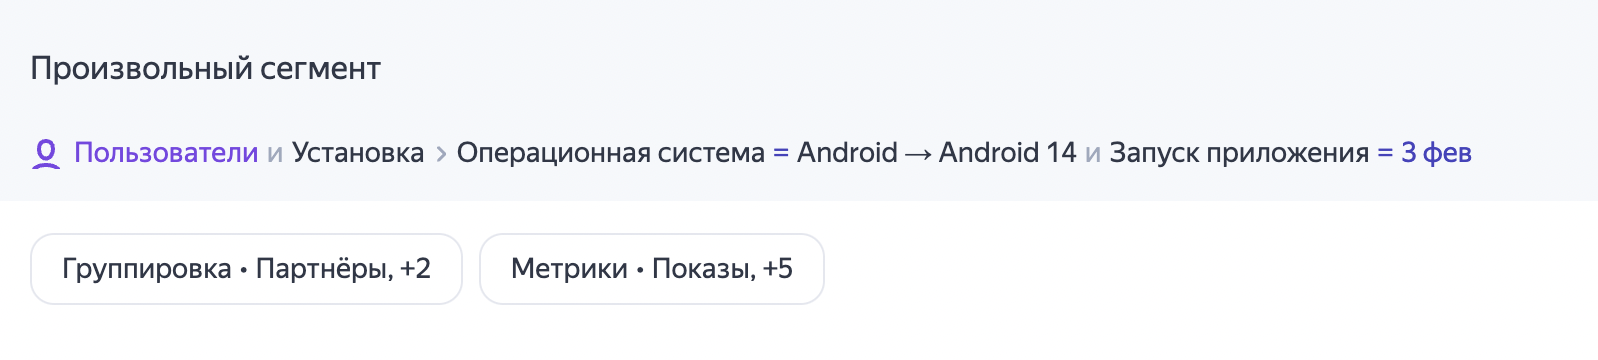 Произвольный сегмент
Пользователи и Установка > Операционная система = Android → Android 14 и Запуск приложения = 3 фев
Группировка • Партнёры, +2 Метрики • Показы, +5